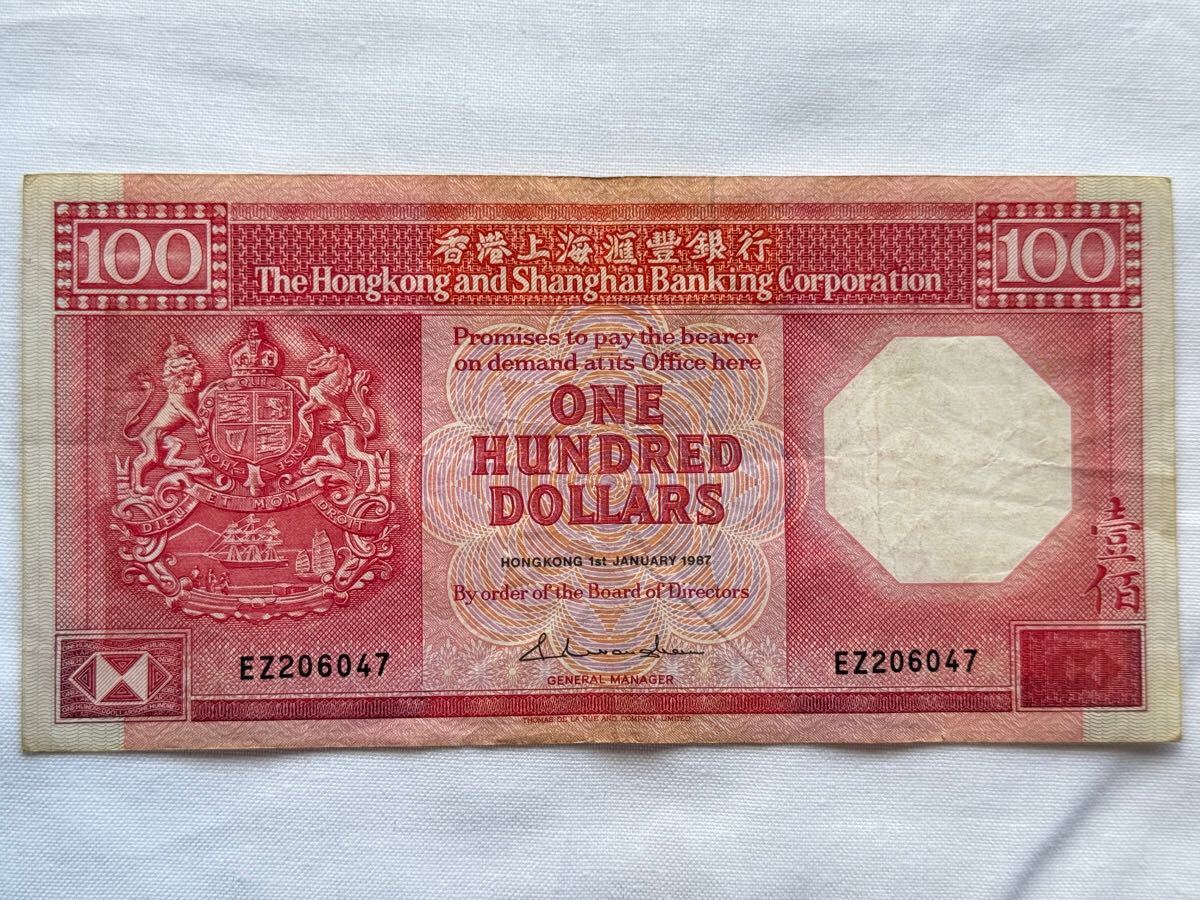 100
香港上海滙豐銀行
100
The Hongkong and Shanghai Banking Corporation
Promises to pay the bearer
on demand at its Office here
ONE
HUNDRED
DOLLARS
DIEU ET MON DROIT
HONGKONG 1st JANUARY 1987
By order of the Board of Directors
壹佰
EZ206047
EZ206047
GENERAL MANAGER
THOMAS DE LA RUE AND COMPANY LIMITED